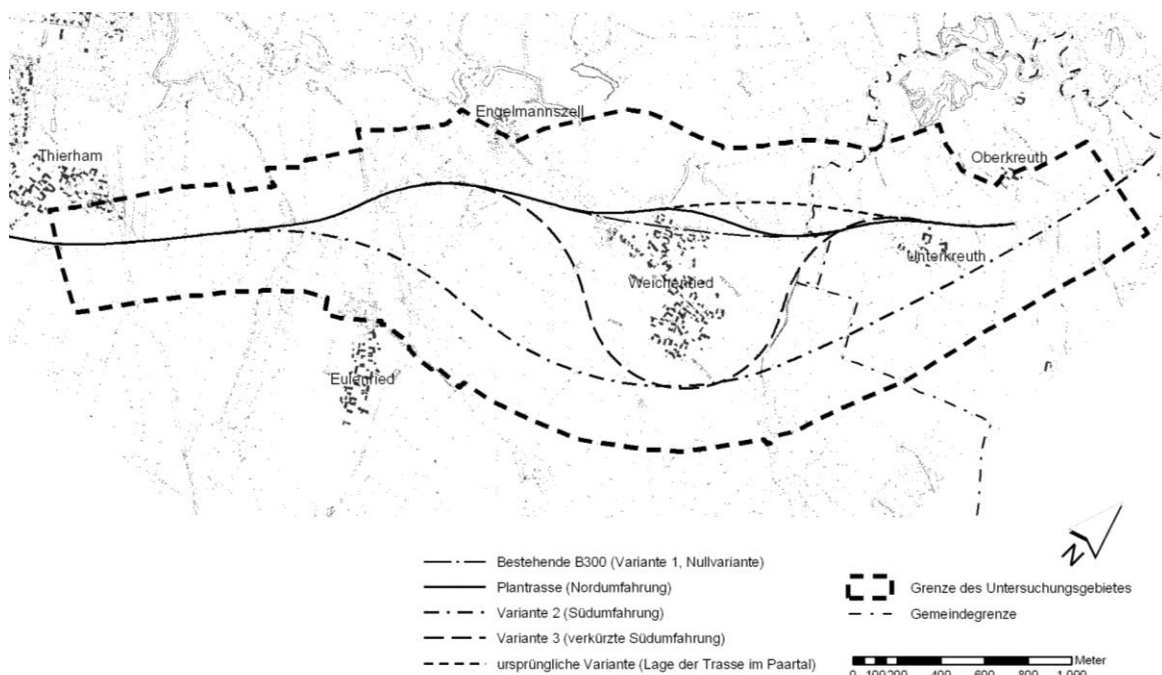 Engelmannszell
Thierham
Oberkreuth
Unterkreuth
Weichenried
Eulenried
N
Bestehende B300 (Variante 1, Nullvariante)
Plantrasse (Nordumfahrung)
Variante 2 (Südumfahrung)
Variante 3 (verkürzte Südumfahrung)
ursprüngliche Variante (Lage der Trasse im Paartal)
Grenze des Untersuchungsgebietes
Gemeindegrenze
Meter
0 100 200 400 600 800 1.000